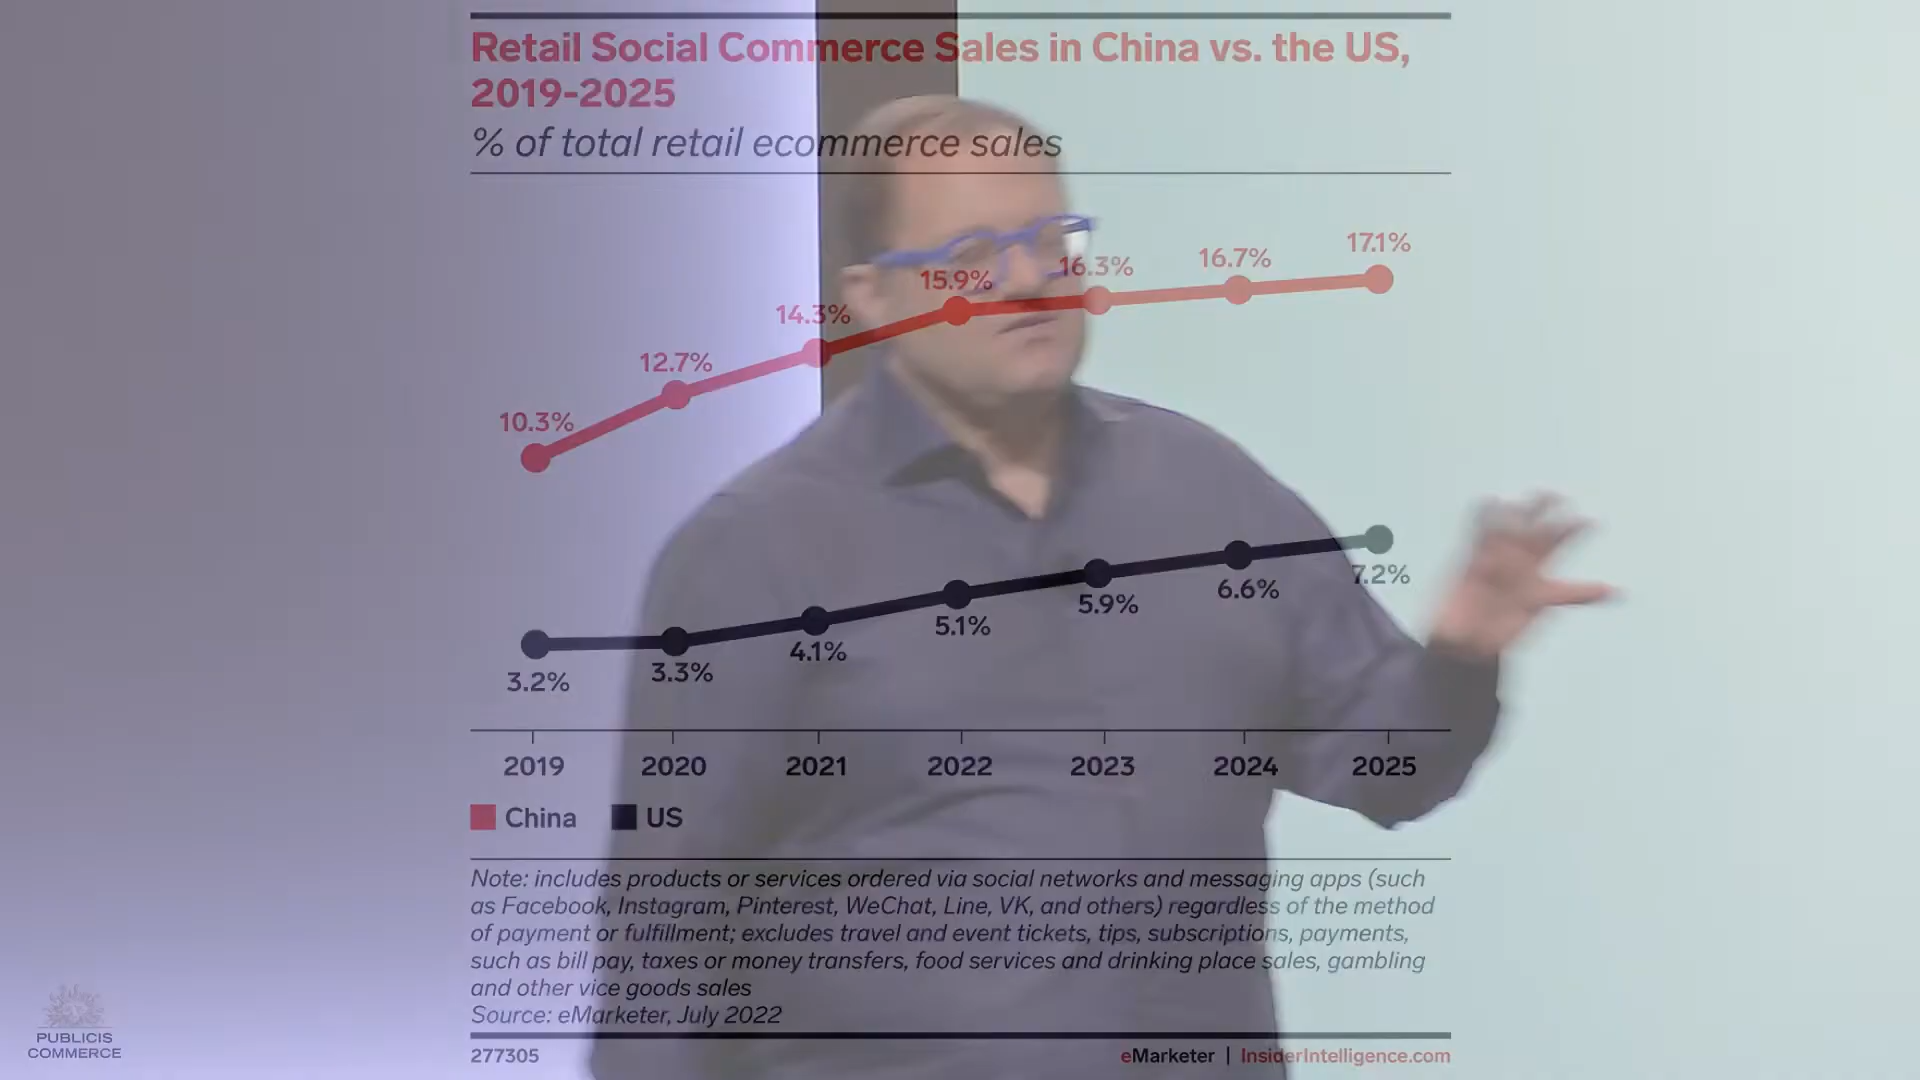 Retail Social Commerce Sales in China vs. the US,
2019-2025
% of total retail ecommerce sales
10.3%
12.7%
14.3%
15.9%
16.3%
16.7%
17.1%
3.2%
3.3%
4.1%
5.1%
5.9%
6.6%
7.2%
2019 2020 2021 2022 2023 2024 2025
China US
Note: includes products or services ordered via social networks and messaging apps (such
as Facebook, Instagram, Pinterest, WeChat, Line, VK, and others) regardless of the method
of payment or fulfillment; excludes travel and event tickets, tips, subscriptions, payments,
such as bill pay, taxes or money transfers, food services and drinking place sales, gambling
and other vice goods sales
Source: eMarketer, July 2022
277305 eMarketer | InsiderIntelligence.com
PUBLICIS
COMMERCE